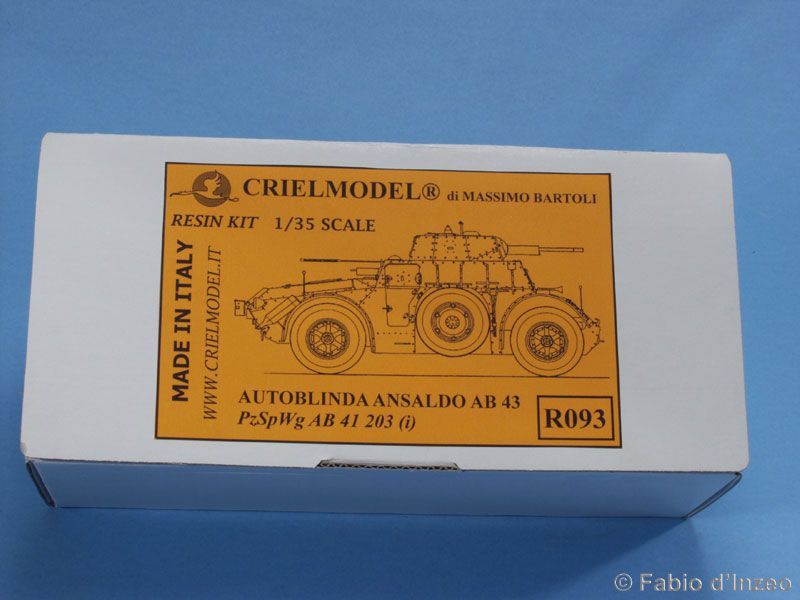 CRIELMODEL® di MASSIMO BARTOLI
RESIN KIT 1/35 SCALE
MADE IN ITALY
WWW.CRIELMODEL.IT
AUTOBLINDA ANSALDO AB 43
PzSpWg AB 41 203 (i)
R093
© Fabio d'Inzeo